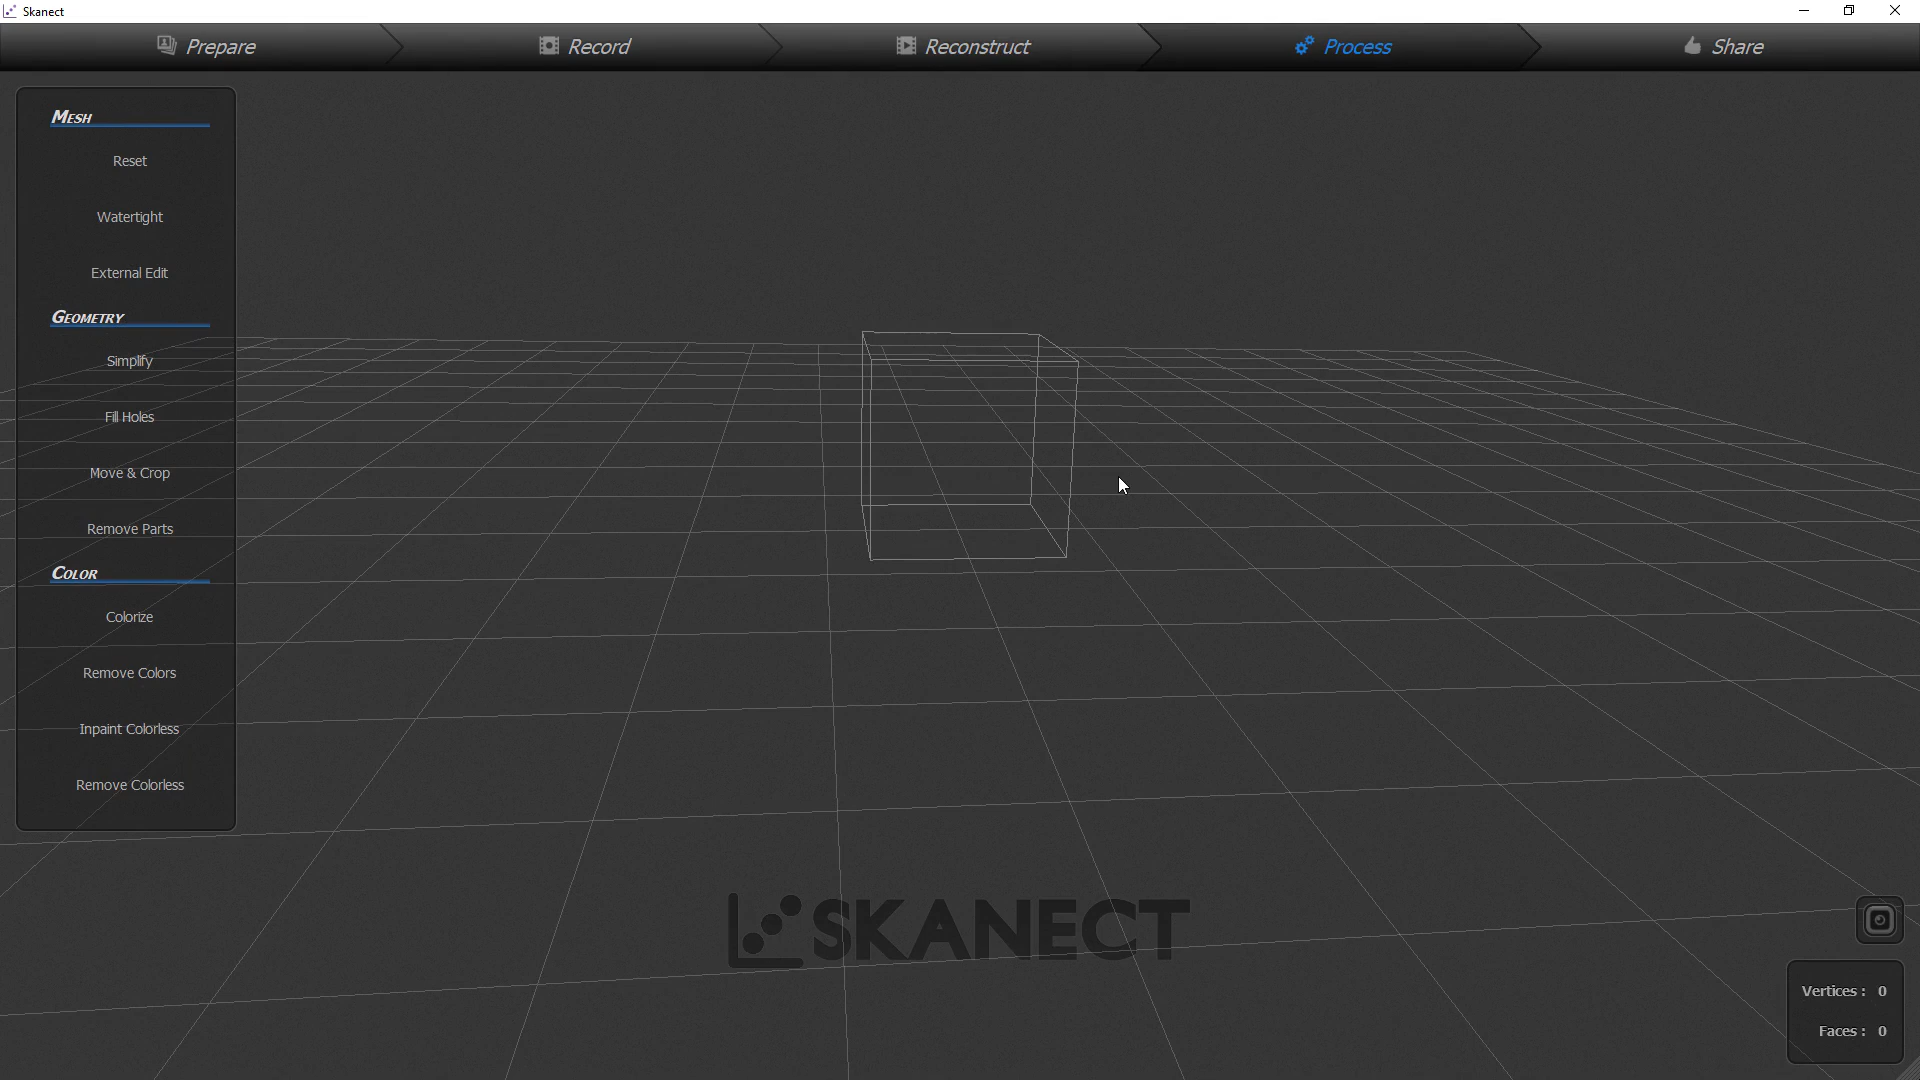 Skanect
Prepare
Record
Reconstruct
Process
Share
MESH
Reset
Watertight
External Edit
GEOMETRY
Simplify
Fill Holes
Move & Crop
Remove Parts
COLOR
Colorize
Remove Colors
Inpaint Colorless
Remove Colorless
SKANECT
Vertices : 0
Faces : 0